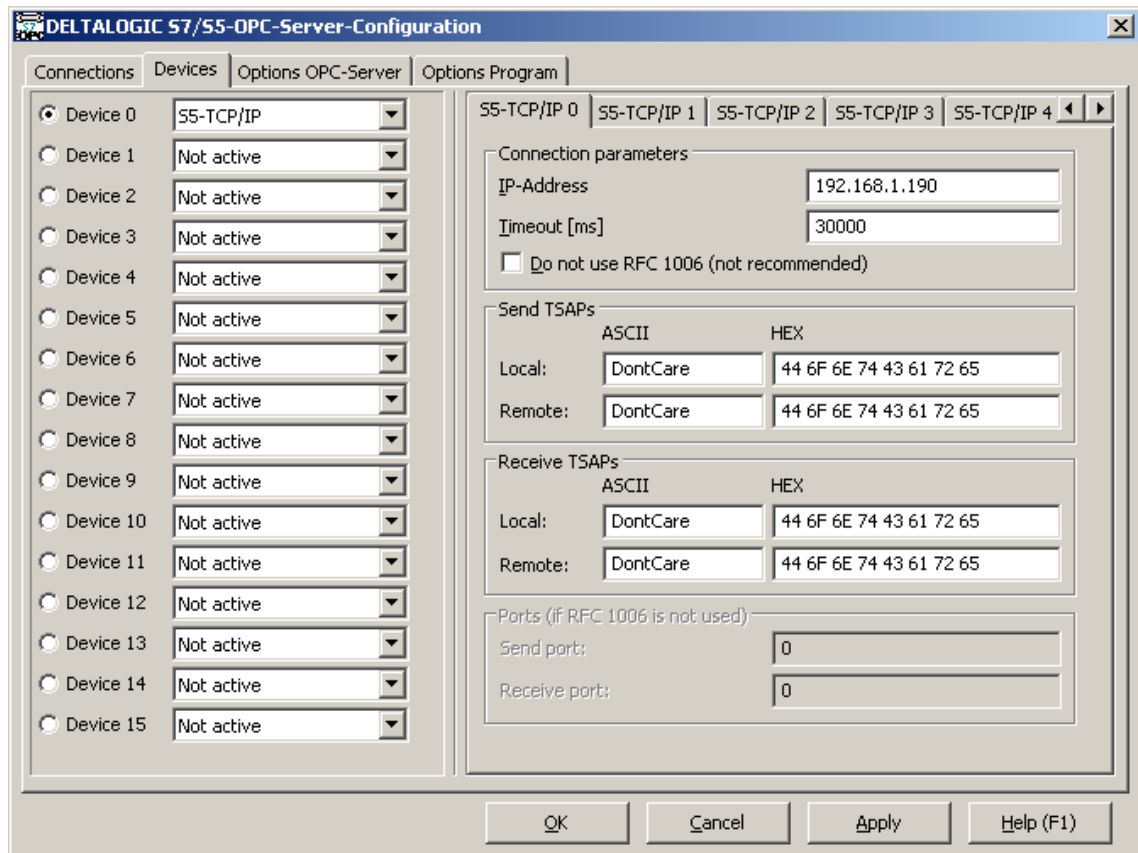 DELTALOGIC S7/S5-OPC-Server-Configuration
Connections Devices Options OPC-Server Options Program
Device 0 S5-TCP/IP
Device 1 Not active
Device 2 Not active
Device 3 Not active
Device 4 Not active
Device 5 Not active
Device 6 Not active
Device 7 Not active
Device 8 Not active
Device 9 Not active
Device 10 Not active
Device 11 Not active
Device 12 Not active
Device 13 Not active
Device 14 Not active
Device 15 Not active
S5-TCP/IP 0 S5-TCP/IP 1 S5-TCP/IP 2 S5-TCP/IP 3 S5-TCP/IP 4
Connection parameters
IP-Address 192.168.1.190
Timeout [ms] 30000
Do not use RFC 1006 (not recommended)
Send TSAPs
ASCII HEX
Local: DontCare 44 6F 6E 74 43 61 72 65
Remote: DontCare 44 6F 6E 74 43 61 72 65
Receive TSAPs
ASCII HEX
Local: DontCare 44 6F 6E 74 43 61 72 65
Remote: DontCare 44 6F 6E 74 43 61 72 65
Ports (if RFC 1006 is not used)
Send port: 0
Receive port: 0
OK Cancel Apply Help (F1)